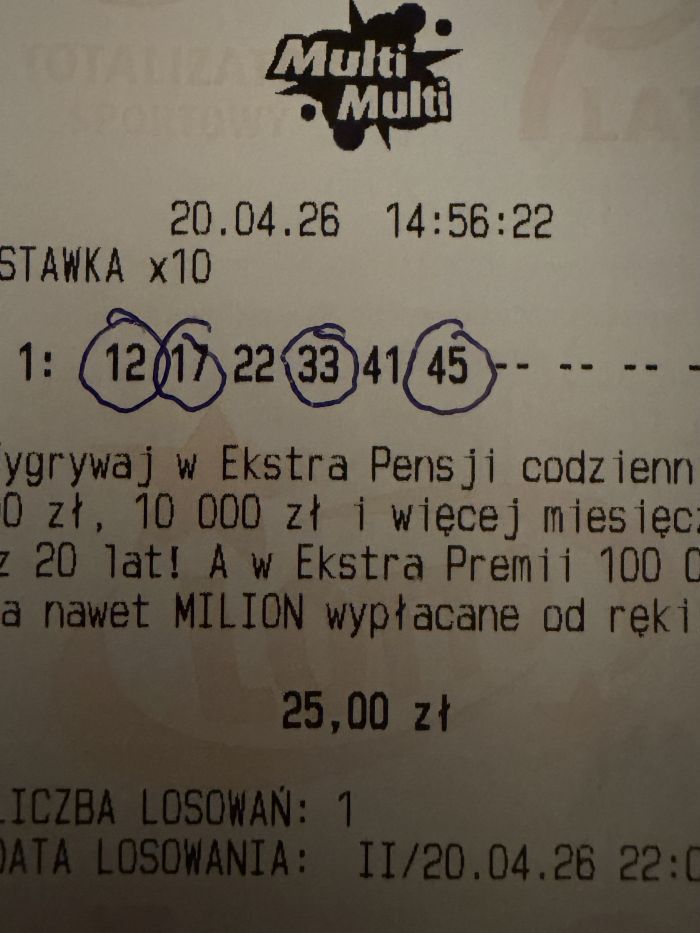 Multi
Multi
20.04.26 14:56:22
STAWKA x10
1: 12 17 22 33 41 45 -- -- -- -
ygrywaj w Ekstra Pensji codzienn
0 zł, 10 000 zł i więcej miesięcz
z 20 lat! A w Ekstra Premii 100 0
a nawet MILION wypłacane od ręki
25,00 zł
LICZBA LOSOWAŃ: 1
DATA LOSOWANIA: II/20.04.26 22:0